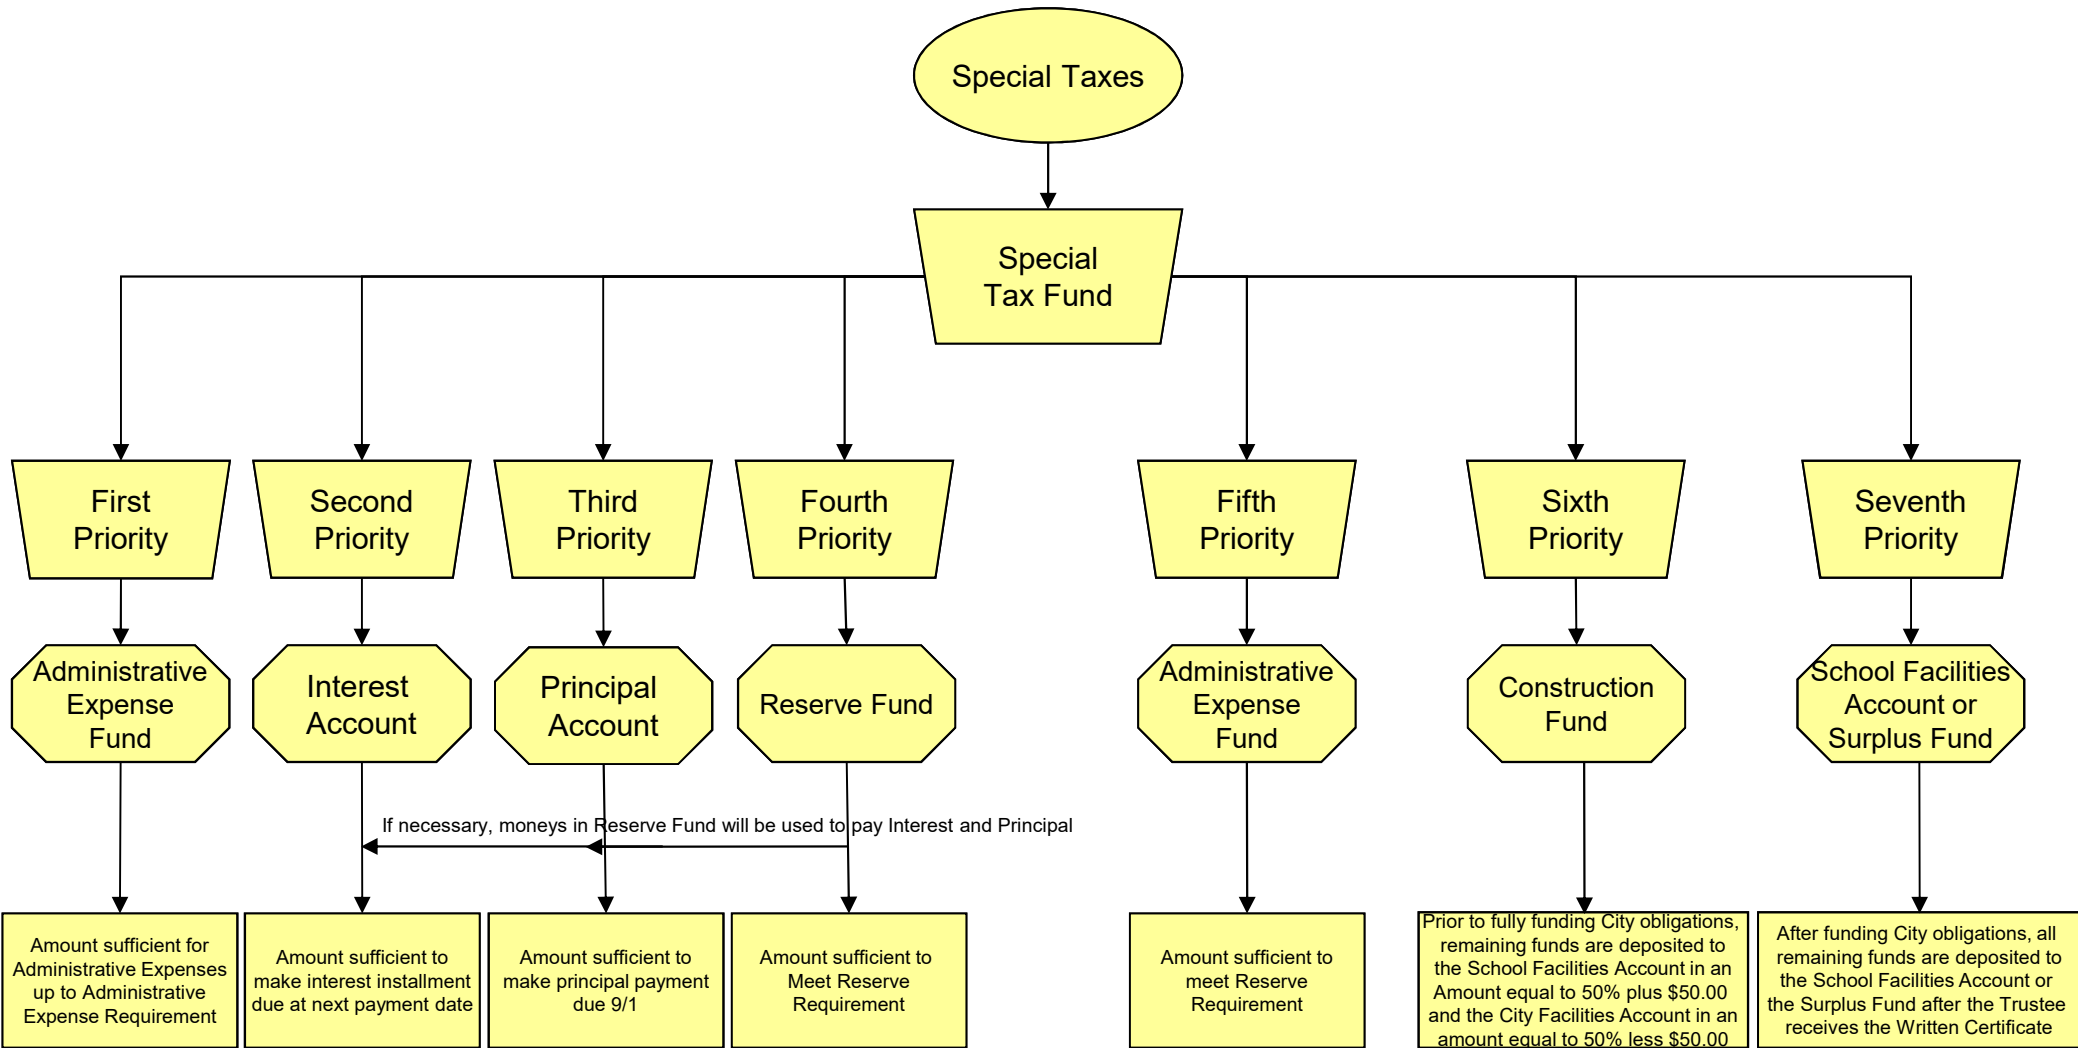 Special Taxes
Special
Tax Fund
First
Priority
Second
Priority
Third
Priority
Fourth
Priority
Fifth
Priority
Sixth
Priority
Seventh
Priority
Administrative
Expense
Fund
Interest
Account
Principal
Account
Reserve Fund
Administrative
Expense
Fund
Construction
Fund
School Facilities
Account or
Surplus Fund
If necessary, moneys in Reserve Fund will be used to pay Interest and Principal
Amount sufficient for
Administrative Expenses
up to Administrative
Expense Requirement
Amount sufficient to
make interest installment
due at next payment date
Amount sufficient to
make principal payment
due 9/1
Amount sufficient to
Meet Reserve
Requirement
Amount sufficient to
meet Reserve
Requirement
Prior to fully funding City obligations,
remaining funds are deposited to
the School Facilities Account in an
Amount equal to 50% plus $50.00
and the City Facilities Account in an
amount equal to 50% less $50.00
After funding City obligations, all
remaining funds are deposited to
the School Facilities Account or
the Surplus Fund after the Trustee
receives the Written Certificate